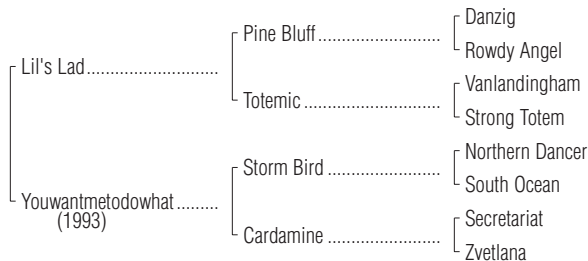 Danzig
Pine Bluff
Rowdy Angel
Lil's Lad
Vanlandingham
Totemic
Strong Totem
Northern Dancer
Storm Bird
South Ocean
Youwantmetodowhat
(1993)
Secretariat
Cardamine
Zvetlana